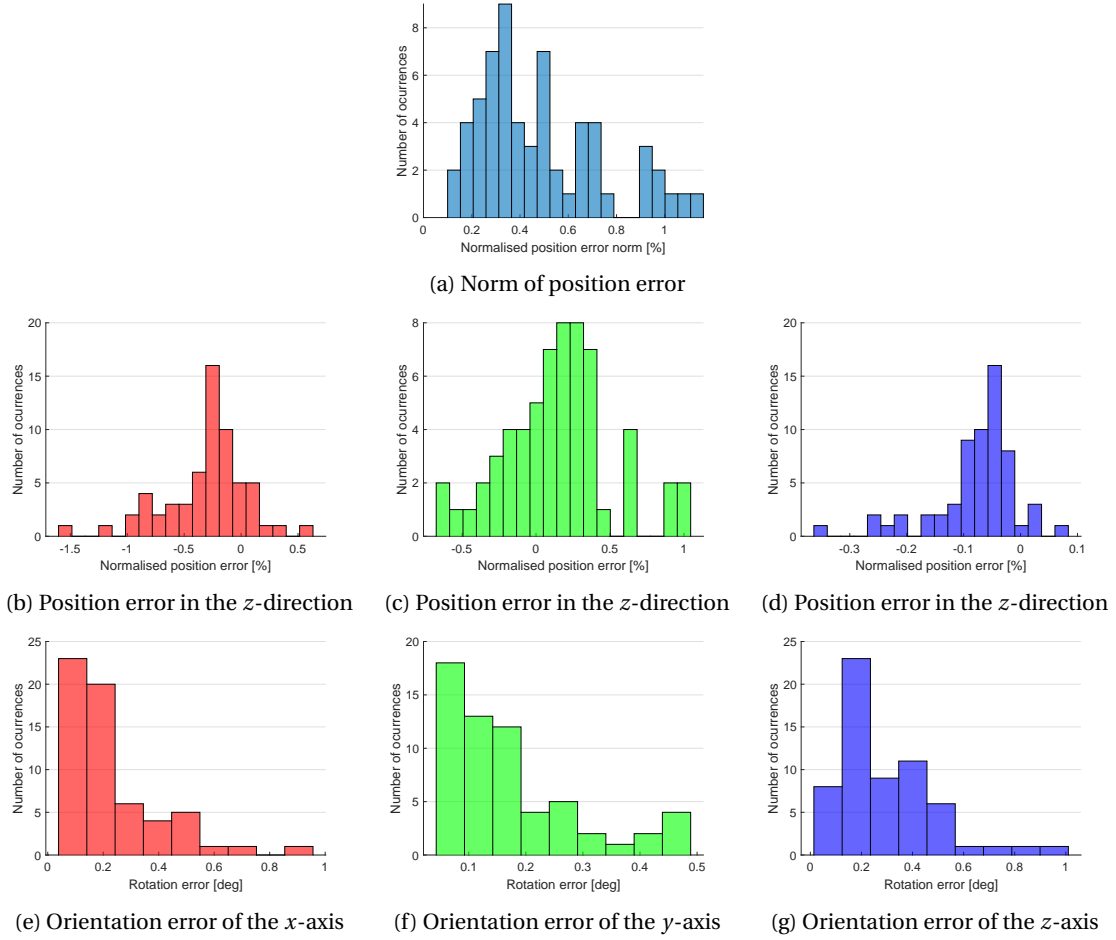 8
6
4
2
0
Number of ocurrences
0 0.2 0.4 0.6 0.8 1
Normalised position error norm [%]
(a) Norm of position error
20
15
10
5
0
Number of ocurrences
-1.5 -1 -0.5 0 0.5
Normalised position error [%]
(b) Position error in the z-direction
8
6
4
2
0
Number of ocurrences
-0.5 0 0.5 1
Normalised position error [%]
(c) Position error in the z-direction
20
15
10
5
0
Number of ocurrences
-0.3 -0.2 -0.1 0 0.1
Normalised position error [%]
(d) Position error in the z-direction
25
20
15
10
5
0
Number of ocurrences
0 0.2 0.4 0.6 0.8 1
Rotation error [deg]
(e) Orientation error of the x-axis
20
15
10
5
0
Number of ocurrences
0.1 0.2 0.3 0.4 0.5
Rotation error [deg]
(f) Orientation error of the y-axis
25
20
15
10
5
0
Number of ocurrences
0 0.2 0.4 0.6 0.8 1
Rotation error [deg]
(g) Orientation error of the z-axis